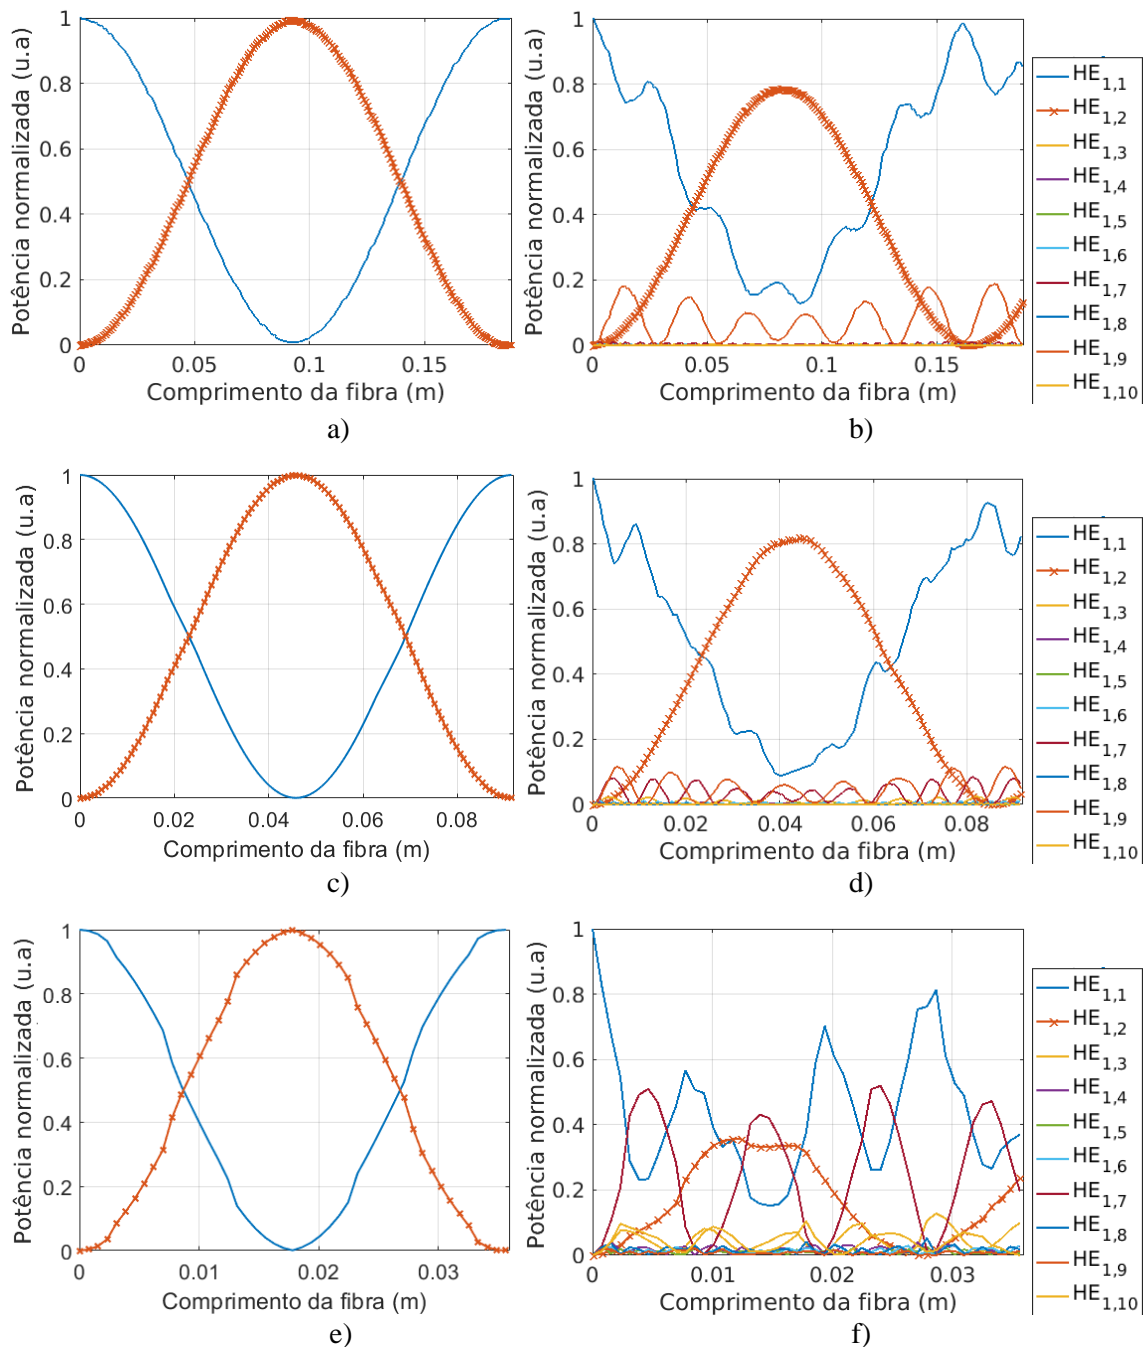 Potência normalizada (u.a)
1
0.8
0.6
0.4
0.2
0
0 0.05 0.1 0.15
Comprimento da fibra (m)
a)
Potência normalizada (u.a)
1
0.8
0.6
0.4
0.2
0
0 0.05 0.1 0.15
Comprimento da fibra (m)
b)
HE1,1
HE1,2
HE1,3
HE1,4
HE1,5
HE1,6
HE1,7
HE1,8
HE1,9
HE1,10
Potência normalizada (u.a)
1
0.8
0.6
0.4
0.2
0
0 0.02 0.04 0.06 0.08
Comprimento da fibra (m)
c)
Potência normalizada (u.a)
1
0.8
0.6
0.4
0.2
0
0 0.02 0.04 0.06 0.08
Comprimento da fibra (m)
d)
HE1,1
HE1,2
HE1,3
HE1,4
HE1,5
HE1,6
HE1,7
HE1,8
HE1,9
HE1,10
Potência normalizada (u.a)
1
0.8
0.6
0.4
0.2
0
0 0.01 0.02 0.03
Comprimento da fibra (m)
e)
Potência normalizada (u.a)
1
0.8
0.6
0.4
0.2
0
0 0.01 0.02 0.03
Comprimento da fibra (m)
f)
HE1,1
HE1,2
HE1,3
HE1,4
HE1,5
HE1,6
HE1,7
HE1,8
HE1,9
HE1,10